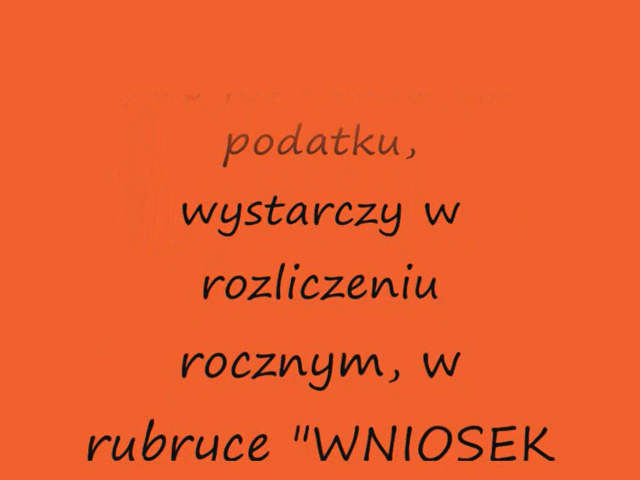 podatku,
wystarczy w
rozliczeniu
rocznym, w
rubruce "WNIOSEK